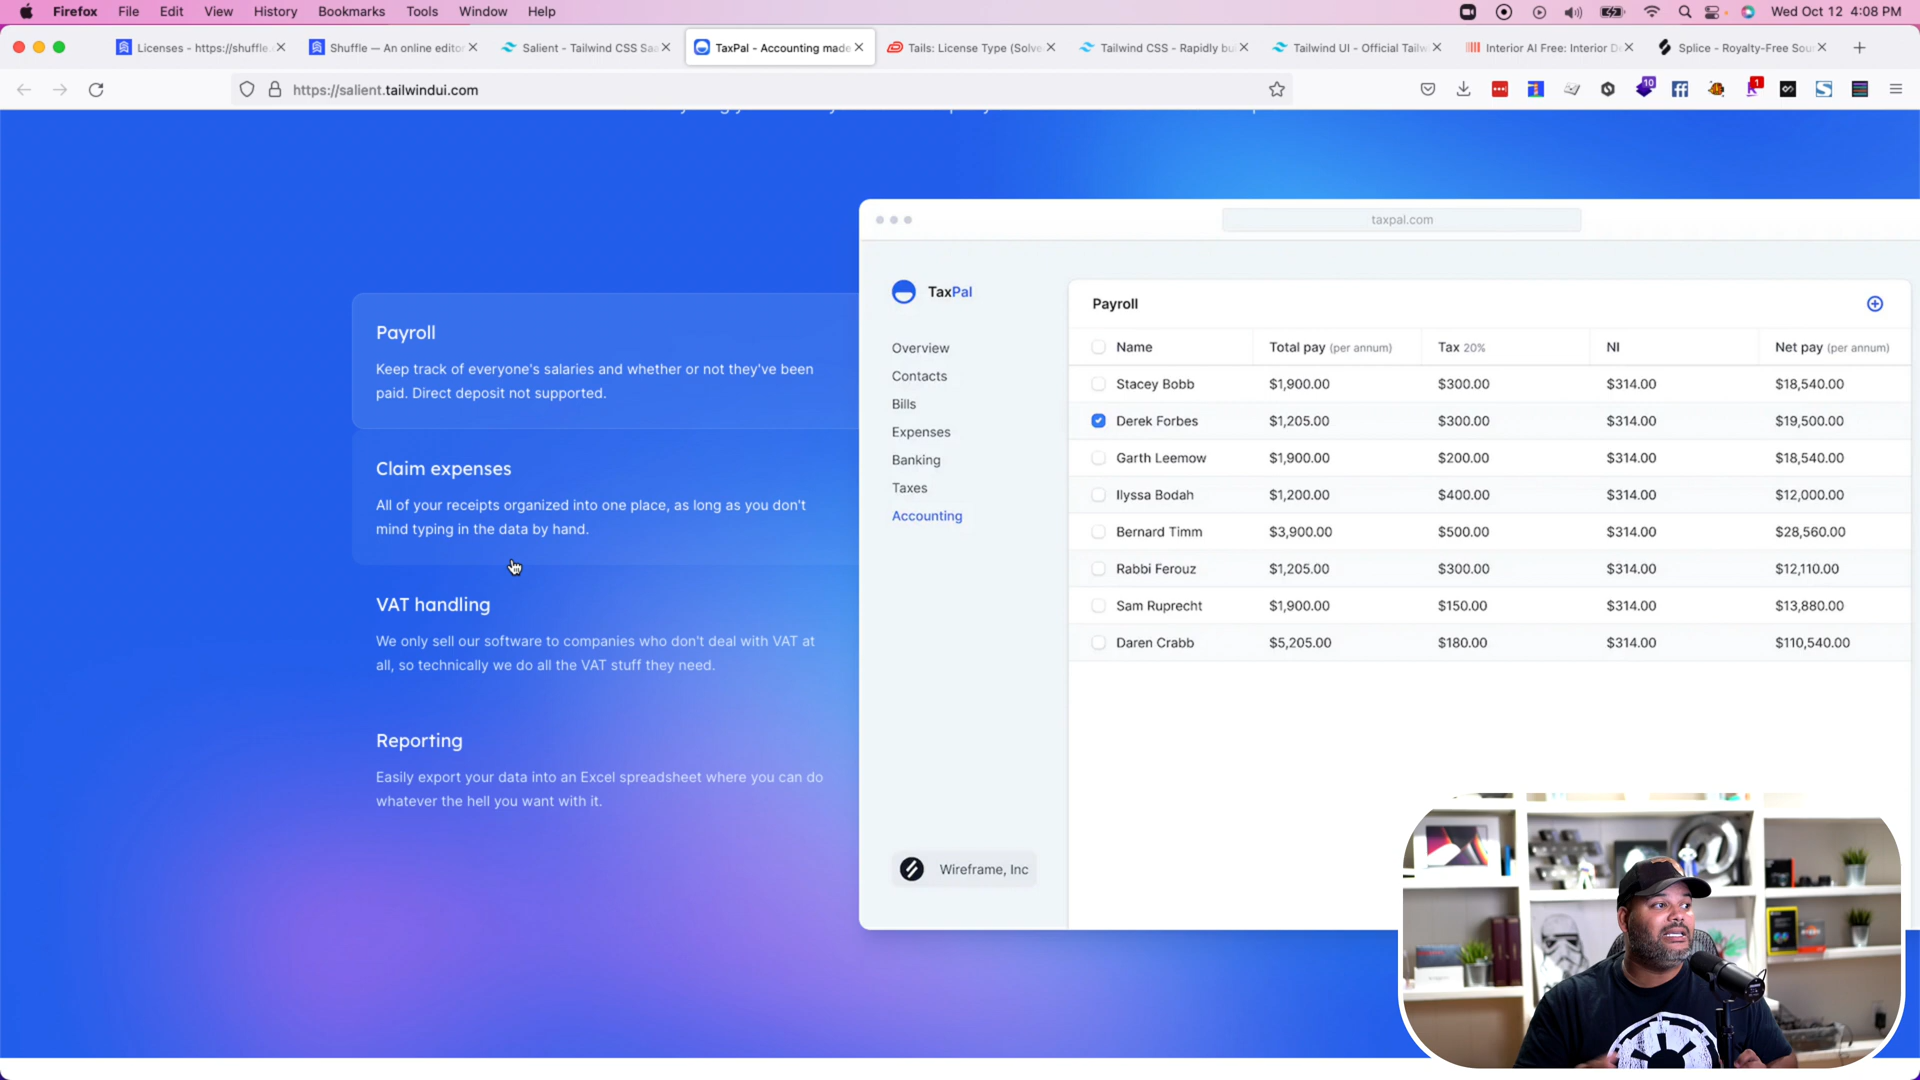 Firefox File Edit View History Bookmarks Tools Window Help Wed Oct 12 4:08 PM
Licenses - https://shuffle. Shuffle — An online editor Salient - Tailwind CSS Saa TaxPal - Accounting made Tails: License Type (Solve Tailwind CSS - Rapidly bu Tailwind UI - Official Tailw Interior AI Free: Interior D Splice - Royalty-Free Sou
https://salient.tailwindui.com
10
1
taxpal.com
TaxPal
Overview
Contacts
Bills
Expenses
Banking
Taxes
Accounting
Wireframe, Inc
Payroll
Keep track of everyone's salaries and whether or not they've been
paid. Direct deposit not supported.
Claim expenses
All of your receipts organized into one place, as long as you don't
mind typing in the data by hand.
VAT handling
We only sell our software to companies who don't deal with VAT at
all, so technically we do all the VAT stuff they need.
Reporting
Easily export your data into an Excel spreadsheet where you can do
whatever the hell you want with it.
Payroll
Name Total pay (per annum) Tax 20% NI Net pay (per annum)
Stacey Bobb $1,900.00 $300.00 $314.00 $18,540.00
Derek Forbes $1,205.00 $300.00 $314.00 $19,500.00
Garth Leemow $1,900.00 $200.00 $314.00 $18,540.00
Ilyssa Bodah $1,200.00 $400.00 $314.00 $12,000.00
Bernard Timm $3,900.00 $500.00 $314.00 $28,560.00
Rabbi Ferouz $1,205.00 $300.00 $314.00 $12,110.00
Sam Ruprecht $1,900.00 $150.00 $314.00 $13,880.00
Daren Crabb $5,205.00 $180.00 $314.00 $110,540.00